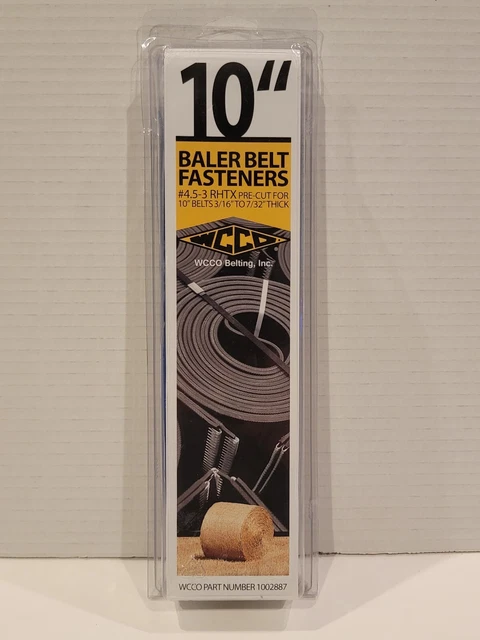 10"
BALER BELT
FASTENERS
#4.5-3 RHTX PRE-CUT FOR
10" BELTS 3/16" TO 7/32" THICK
WCCO
WCCO Belting, Inc.
WCCO PART NUMBER 1002887